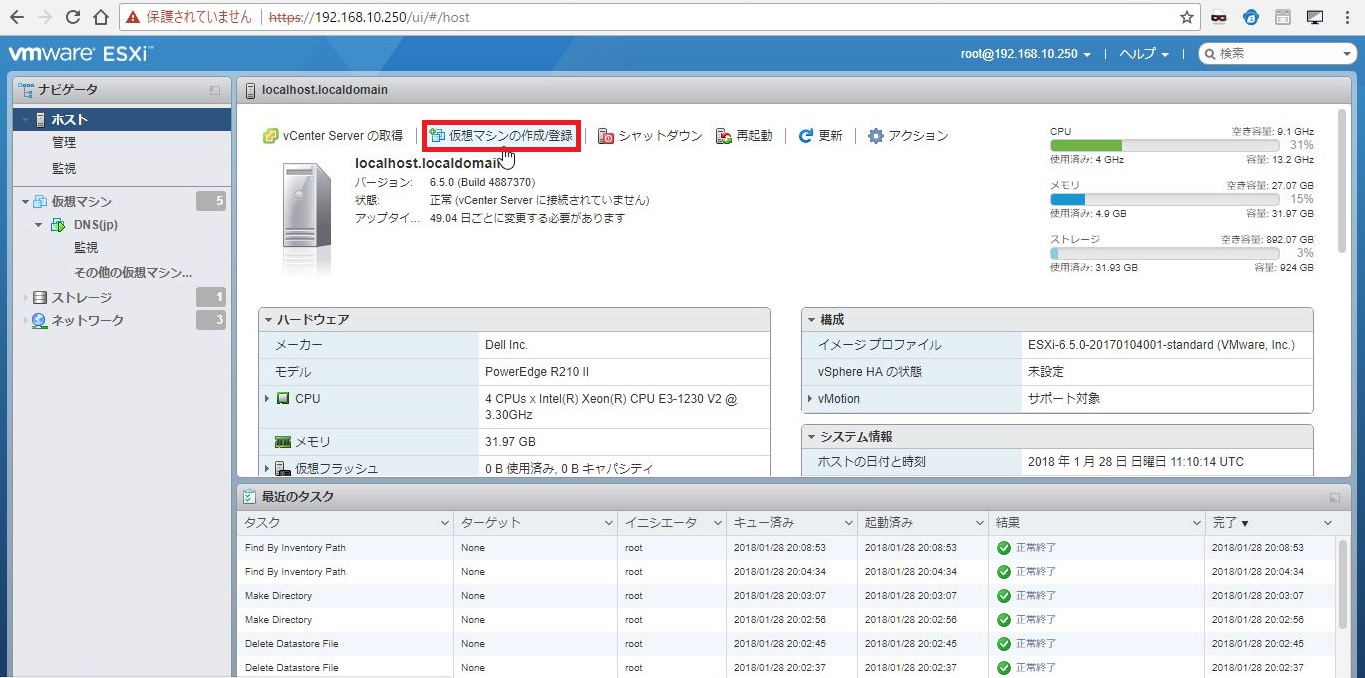 保護されていません https://192.168.10.250/ui/#/host
vmware ESXi™
root@192.168.10.250 ヘルプ 検索
ナビゲータ
ホスト
管理
監視
仮想マシン 5
DNS(jp)
監視
その他の仮想マシン...
ストレージ 1
ネットワーク 3
localhost.localdomain
vCenter Server の取得 仮想マシンの作成/登録 シャットダウン 再起動 更新 アクション
localhost.localdomain
バージョン: 6.5.0 (Build 4887370)
状態: 正常 (vCenter Server に接続されていません)
アップタイ... 49.04 日ごとに変更する必要があります
CPU 空き容量: 9.1 GHz
31%
使用済み: 4 GHz 容量: 13.2 GHz
メモリ 空き容量: 27.07 GB
15%
使用済み: 4.9 GB 容量: 31.97 GB
ストレージ 空き容量: 892.07 GB
3%
使用済み: 31.93 GB 容量: 924 GB
ハードウェア
メーカー Dell Inc.
モデル PowerEdge R210 II
CPU 4 CPUs x Intel(R) Xeon(R) CPU E3-1230 V2 @
3.30GHz
メモリ 31.97 GB
仮想フラッシュ 0 B 使用済み, 0 B キャパシティ
構成
イメージ プロファイル ESXi-6.5.0-20170104001-standard (VMware, Inc.)
vSphere HA の状態 未設定
vMotion サポート対象
システム情報
ホストの日付と時刻 2018 年 1 月 28 日 日曜日 11:10:14 UTC
最近のタスク
タスク ターゲット イニシエータ キュー済み 起動済み 結果 完了 ▼
Find By Inventory Path None root 2018/01/28 20:08:53 2018/01/28 20:08:53 正常終了 2018/01/28 20:08:53
Find By Inventory Path None root 2018/01/28 20:04:34 2018/01/28 20:04:34 正常終了 2018/01/28 20:04:34
Make Directory None root 2018/01/28 20:03:07 2018/01/28 20:03:07 正常終了 2018/01/28 20:03:07
Make Directory None root 2018/01/28 20:02:56 2018/01/28 20:02:56 正常終了 2018/01/28 20:02:56
Delete Datastore File None root 2018/01/28 20:02:45 2018/01/28 20:02:45 正常終了 2018/01/28 20:02:45
Delete Datastore File None root 2018/01/28 20:02:37 2018/01/28 20:02:37 正常終了 2018/01/28 20:02:37